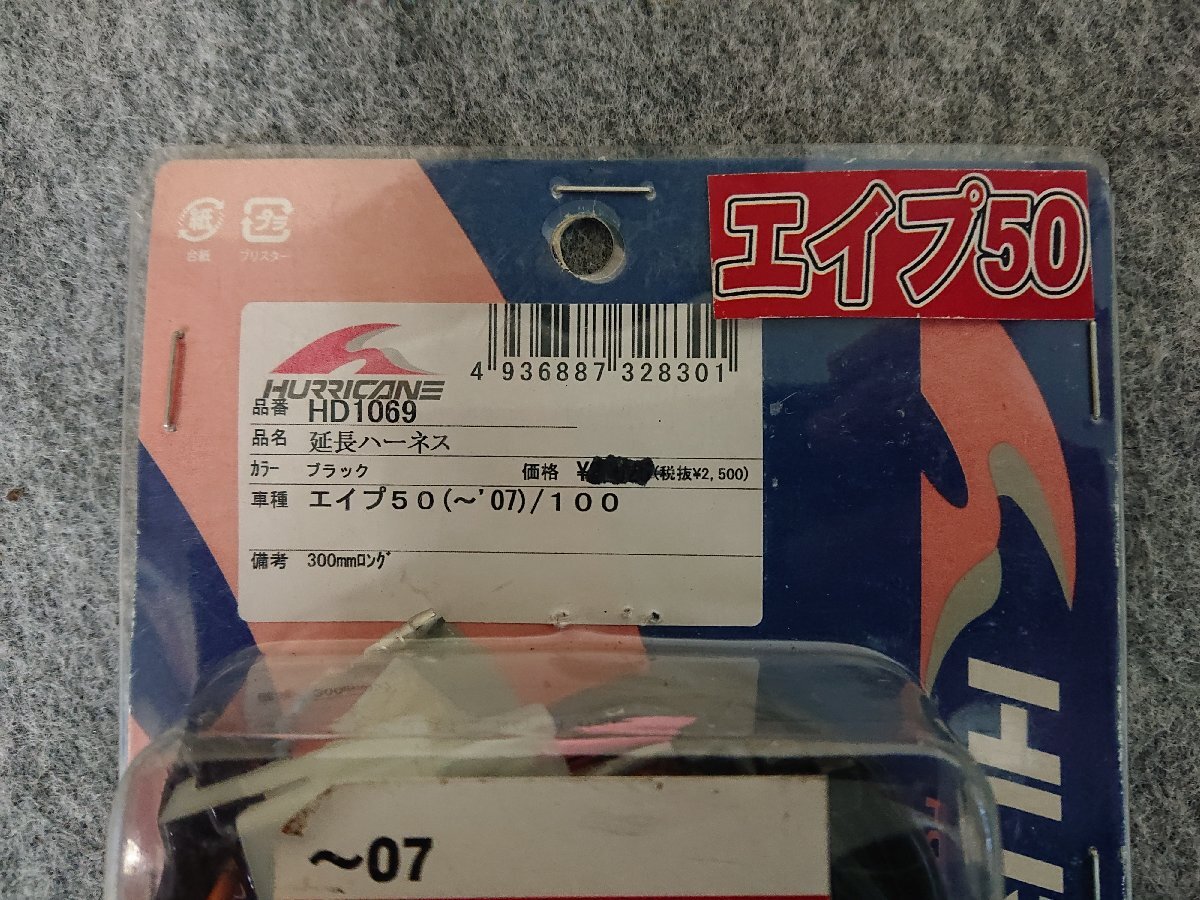 エイプ50
紙
プラ
台紙
ブリスター
HURRICANE
4 936887 328301
品番 HD1069
品名 延長ハーネス
ｶﾗｰ ブラック 価格 ¥ (税抜¥2,500)
車種 エイプ５０(～'07)/１００
備考 300mmﾛﾝｸﾞ
～07